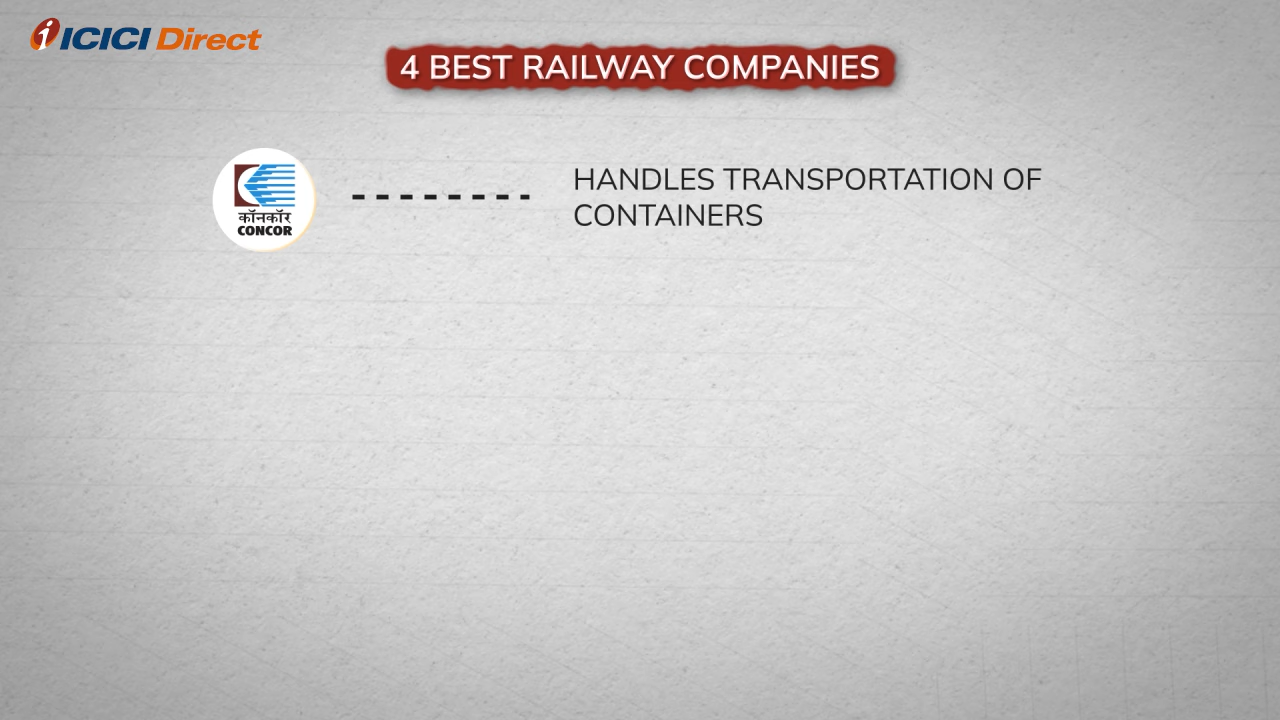 ICICI Direct
4 BEST RAILWAY COMPANIES
HANDLES TRANSPORTATION OF
CONTAINERS
कॉनकॉर
CONCOR